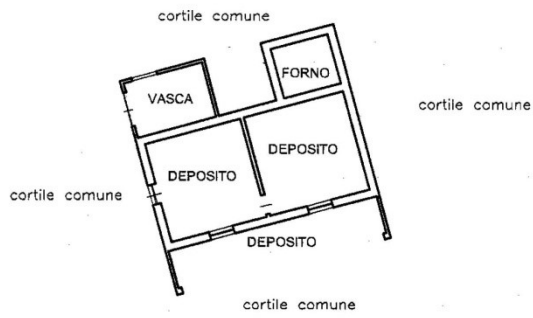 cortile comune
FORNO
VASCA
cortile comune
DEPOSITO
DEPOSITO
cortile comune
DEPOSITO
cortile comune